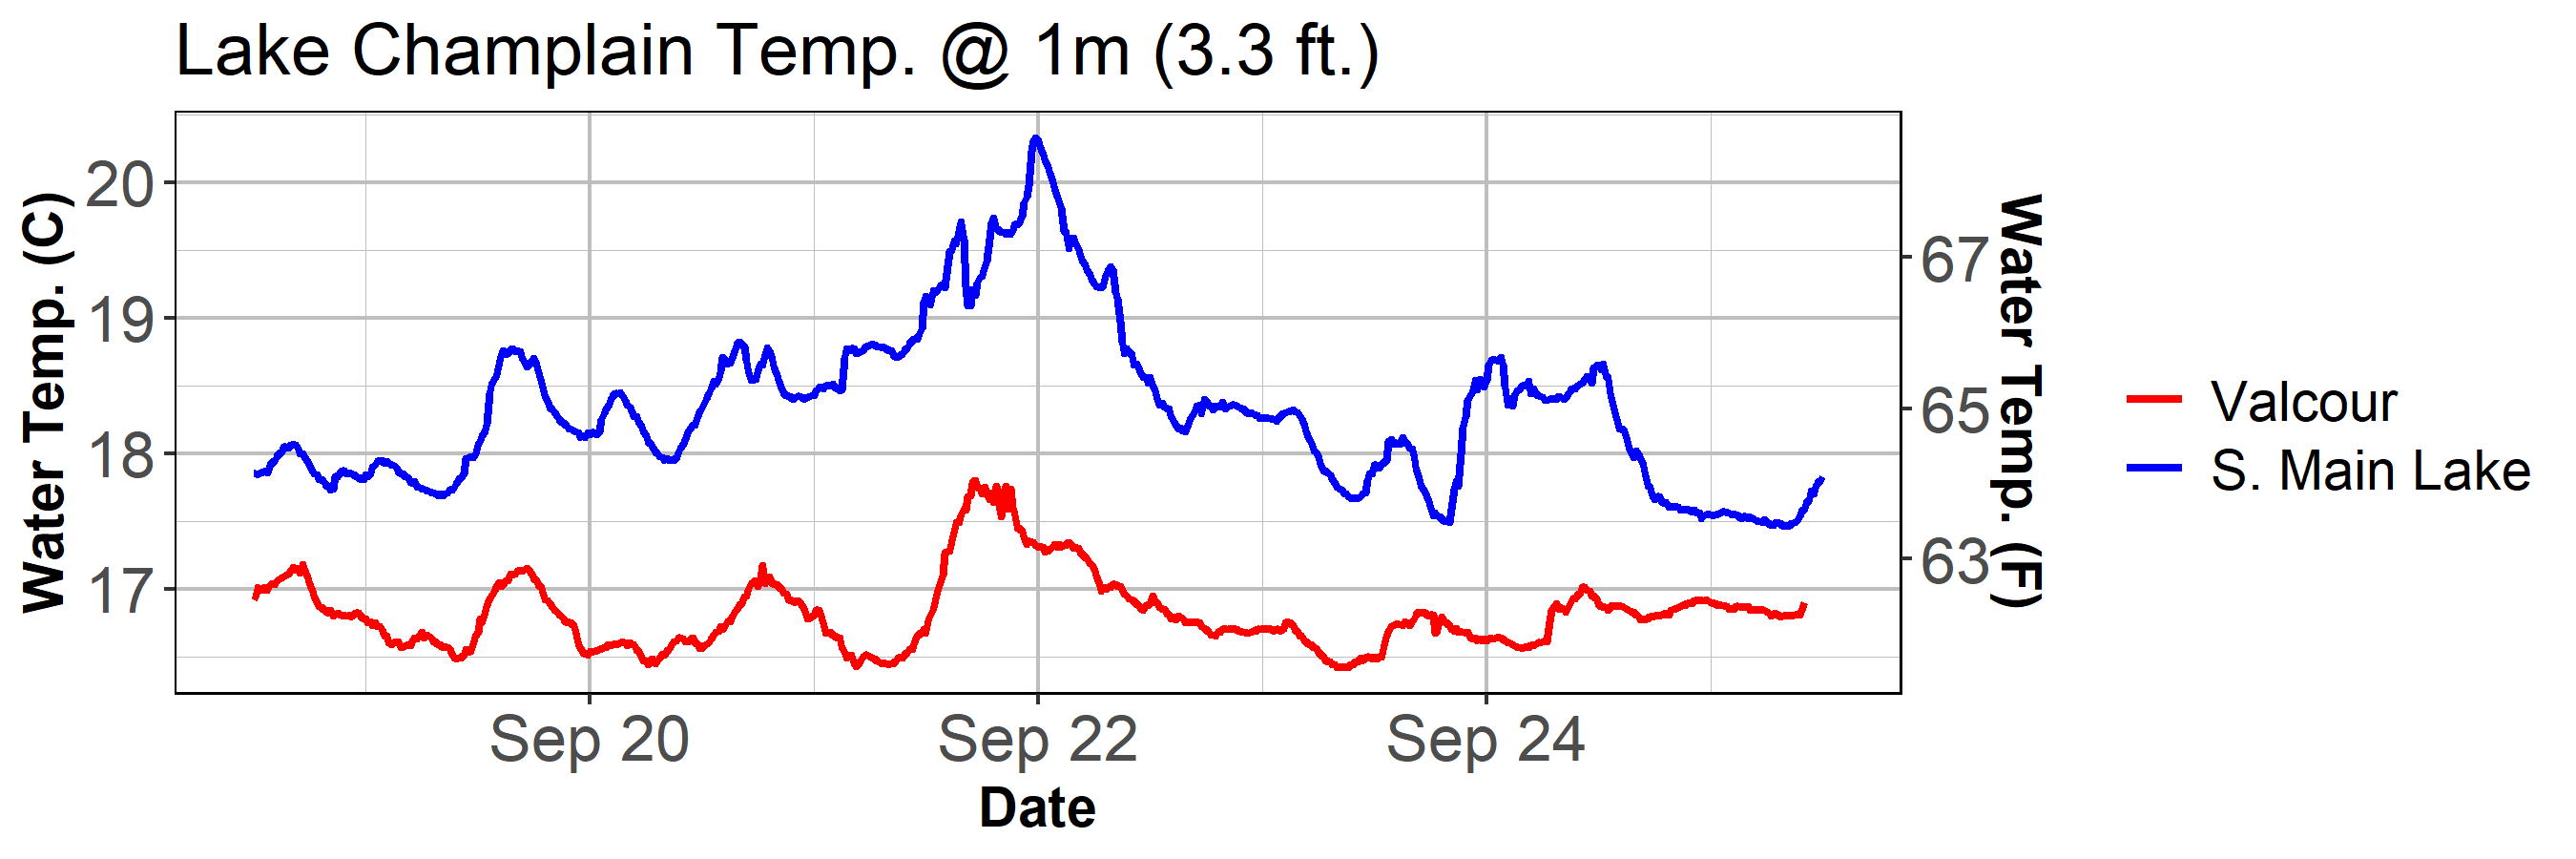 Lake Champlain Temp. @ 1m (3.3 ft.)
Water Temp. (C)
20
19
18
17
67
65
63
Water Temp. (F)
Sep 20
Sep 22
Sep 24
Date
Valcour
S. Main Lake